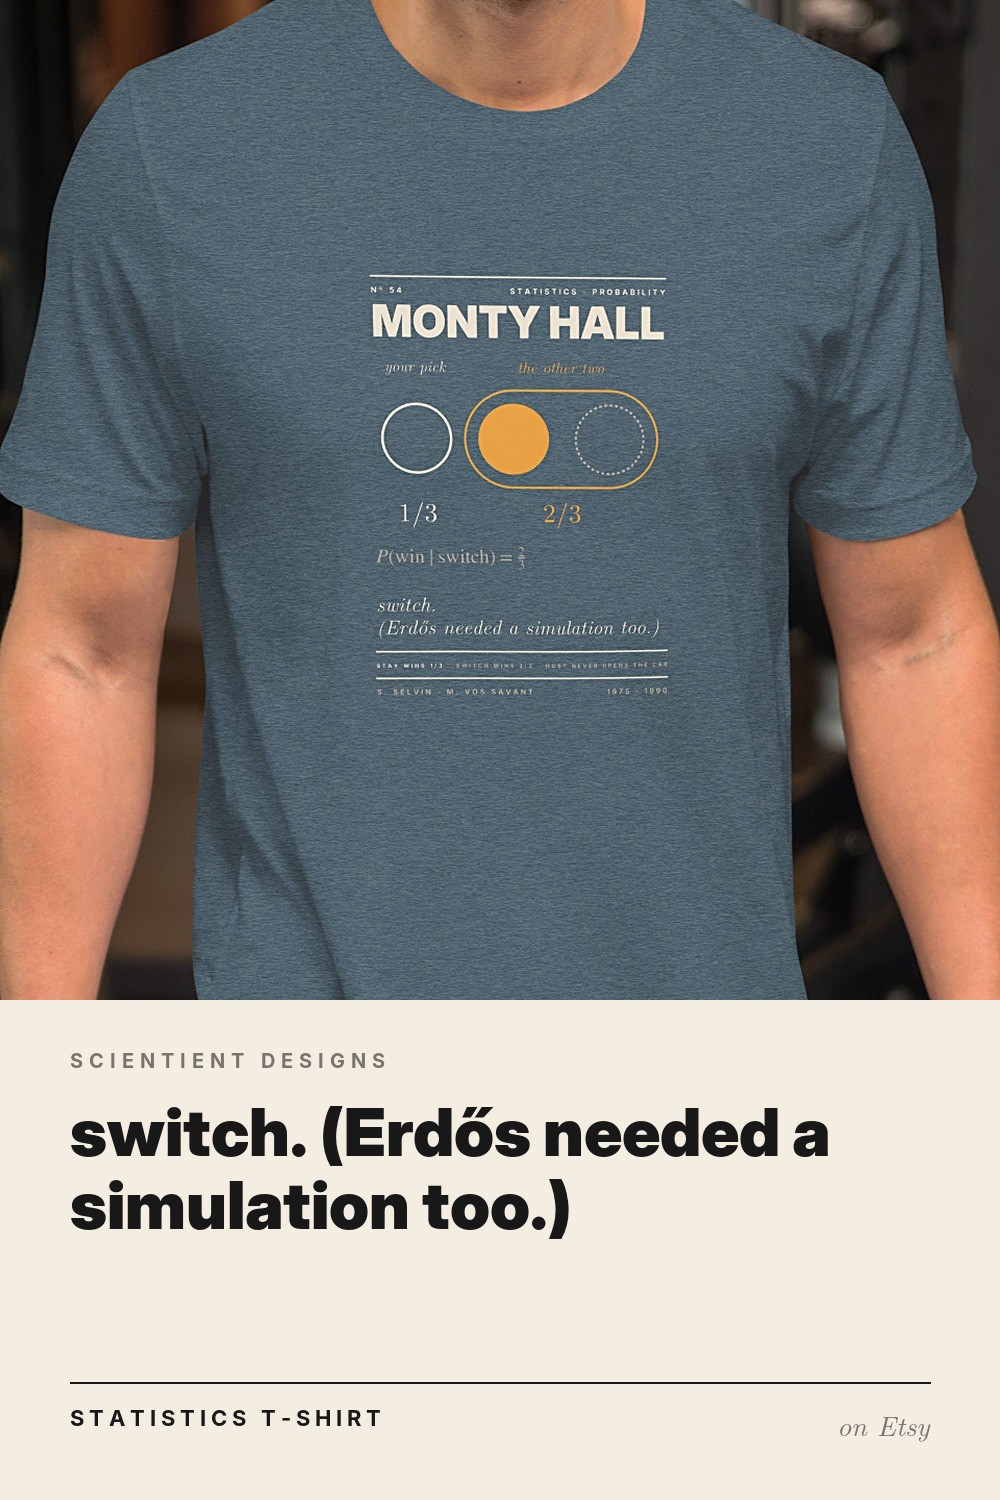 Nº 54
STATISTICS · PROBABILITY
MONTY HALL
your pick
the other two
1/3
2/3
P(win | switch) = 2/3
switch.
(Erdős needed a simulation too.)
STAY WINS 1/3 · SWITCH WINS 2/3 · HOST NEVER OPENS THE CAR
S. SELVIN · M. VOS SAVANT
1975 · 1990
SCIENTIENT DESIGNS
switch. (Erdős needed a
simulation too.)
STATISTICS T-SHIRT
on Etsy